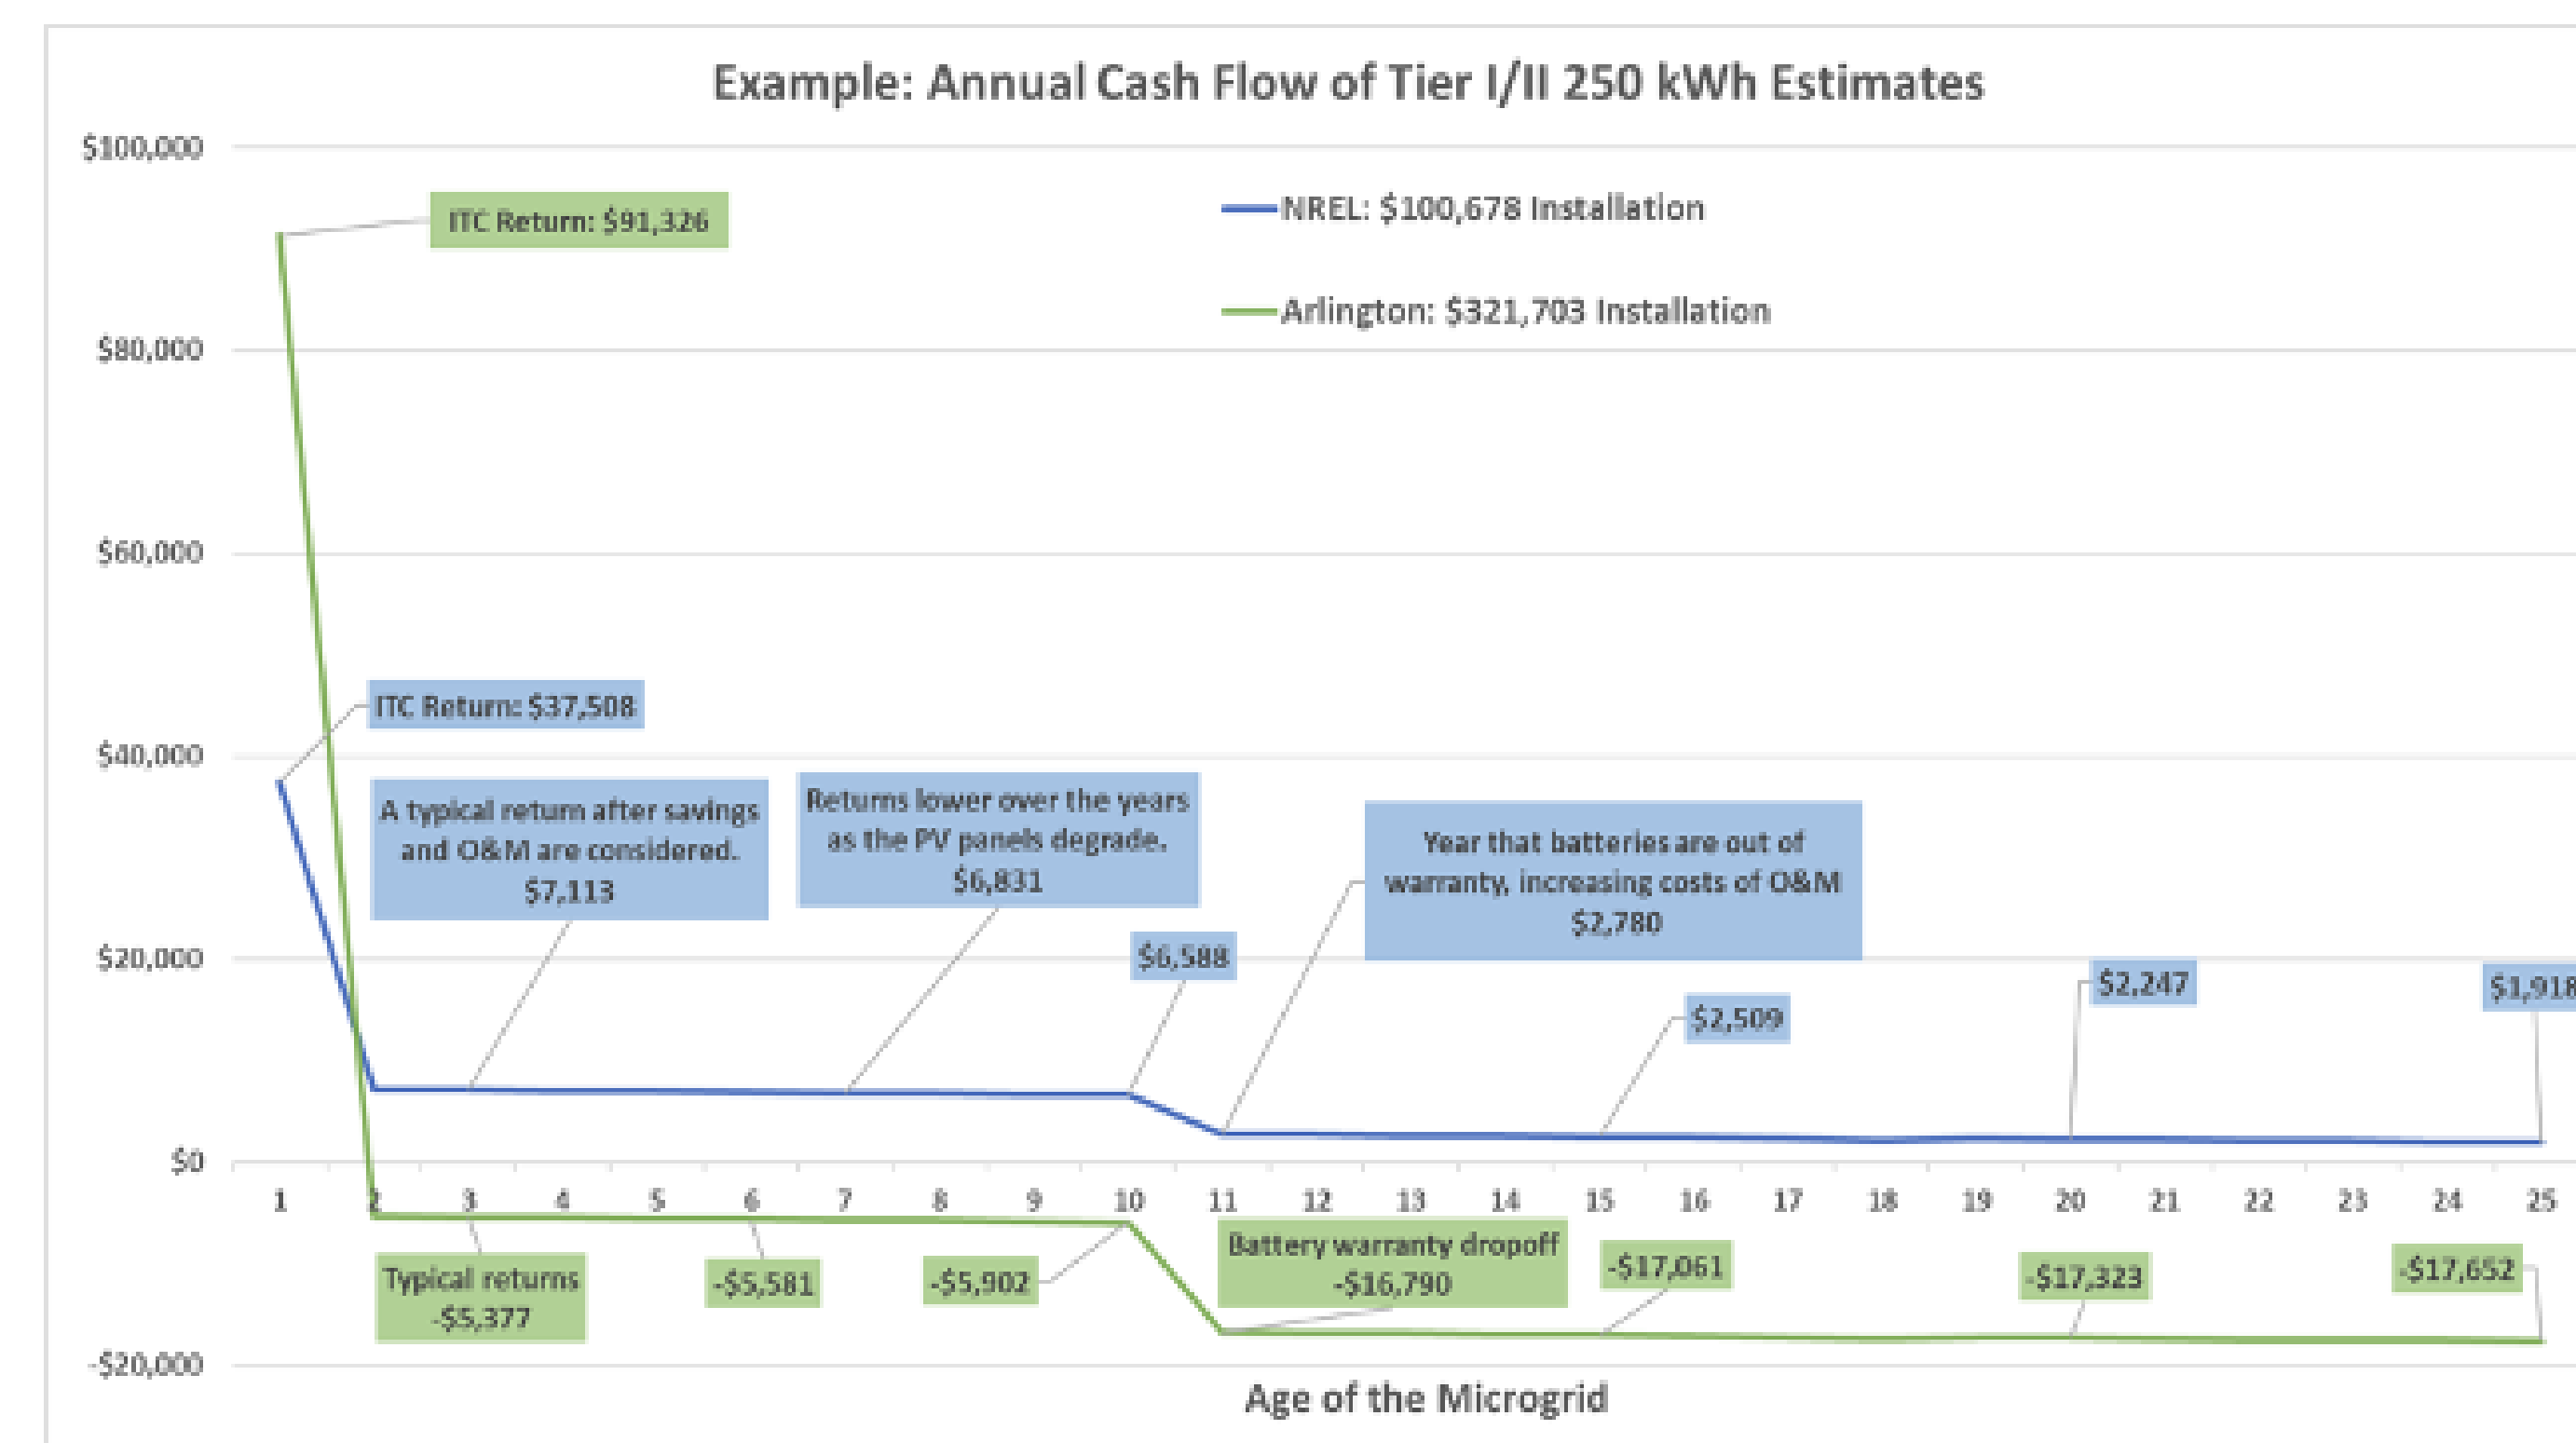 Example: Annual Cash Flow of Tier I/II 250 kWh Estimates
$100,000
$80,000
$60,000
$40,000
$20,000
$0
-$20,000
NREL: $100,678 Installation
Arlington: $321,703 Installation
ITC Return: $91,326
ITC Return: $37,508
A typical return after savings
and O&M are considered.
$7,113
Returns lower over the years
as the PV panels degrade.
$6,831
$6,588
Year that batteries are out of
warranty, increasing costs of O&M
$2,780
$2,509
$2,247
$1,918
1 2 3 4 5 6 7 8 9 10 11 12 13 14 15 16 17 18 19 20 21 22 23 24 25
Typical returns
-$5,377
-$5,581
-$5,902
Battery warranty dropoff
-$16,790
-$17,061
-$17,323
-$17,652
Age of the Microgrid